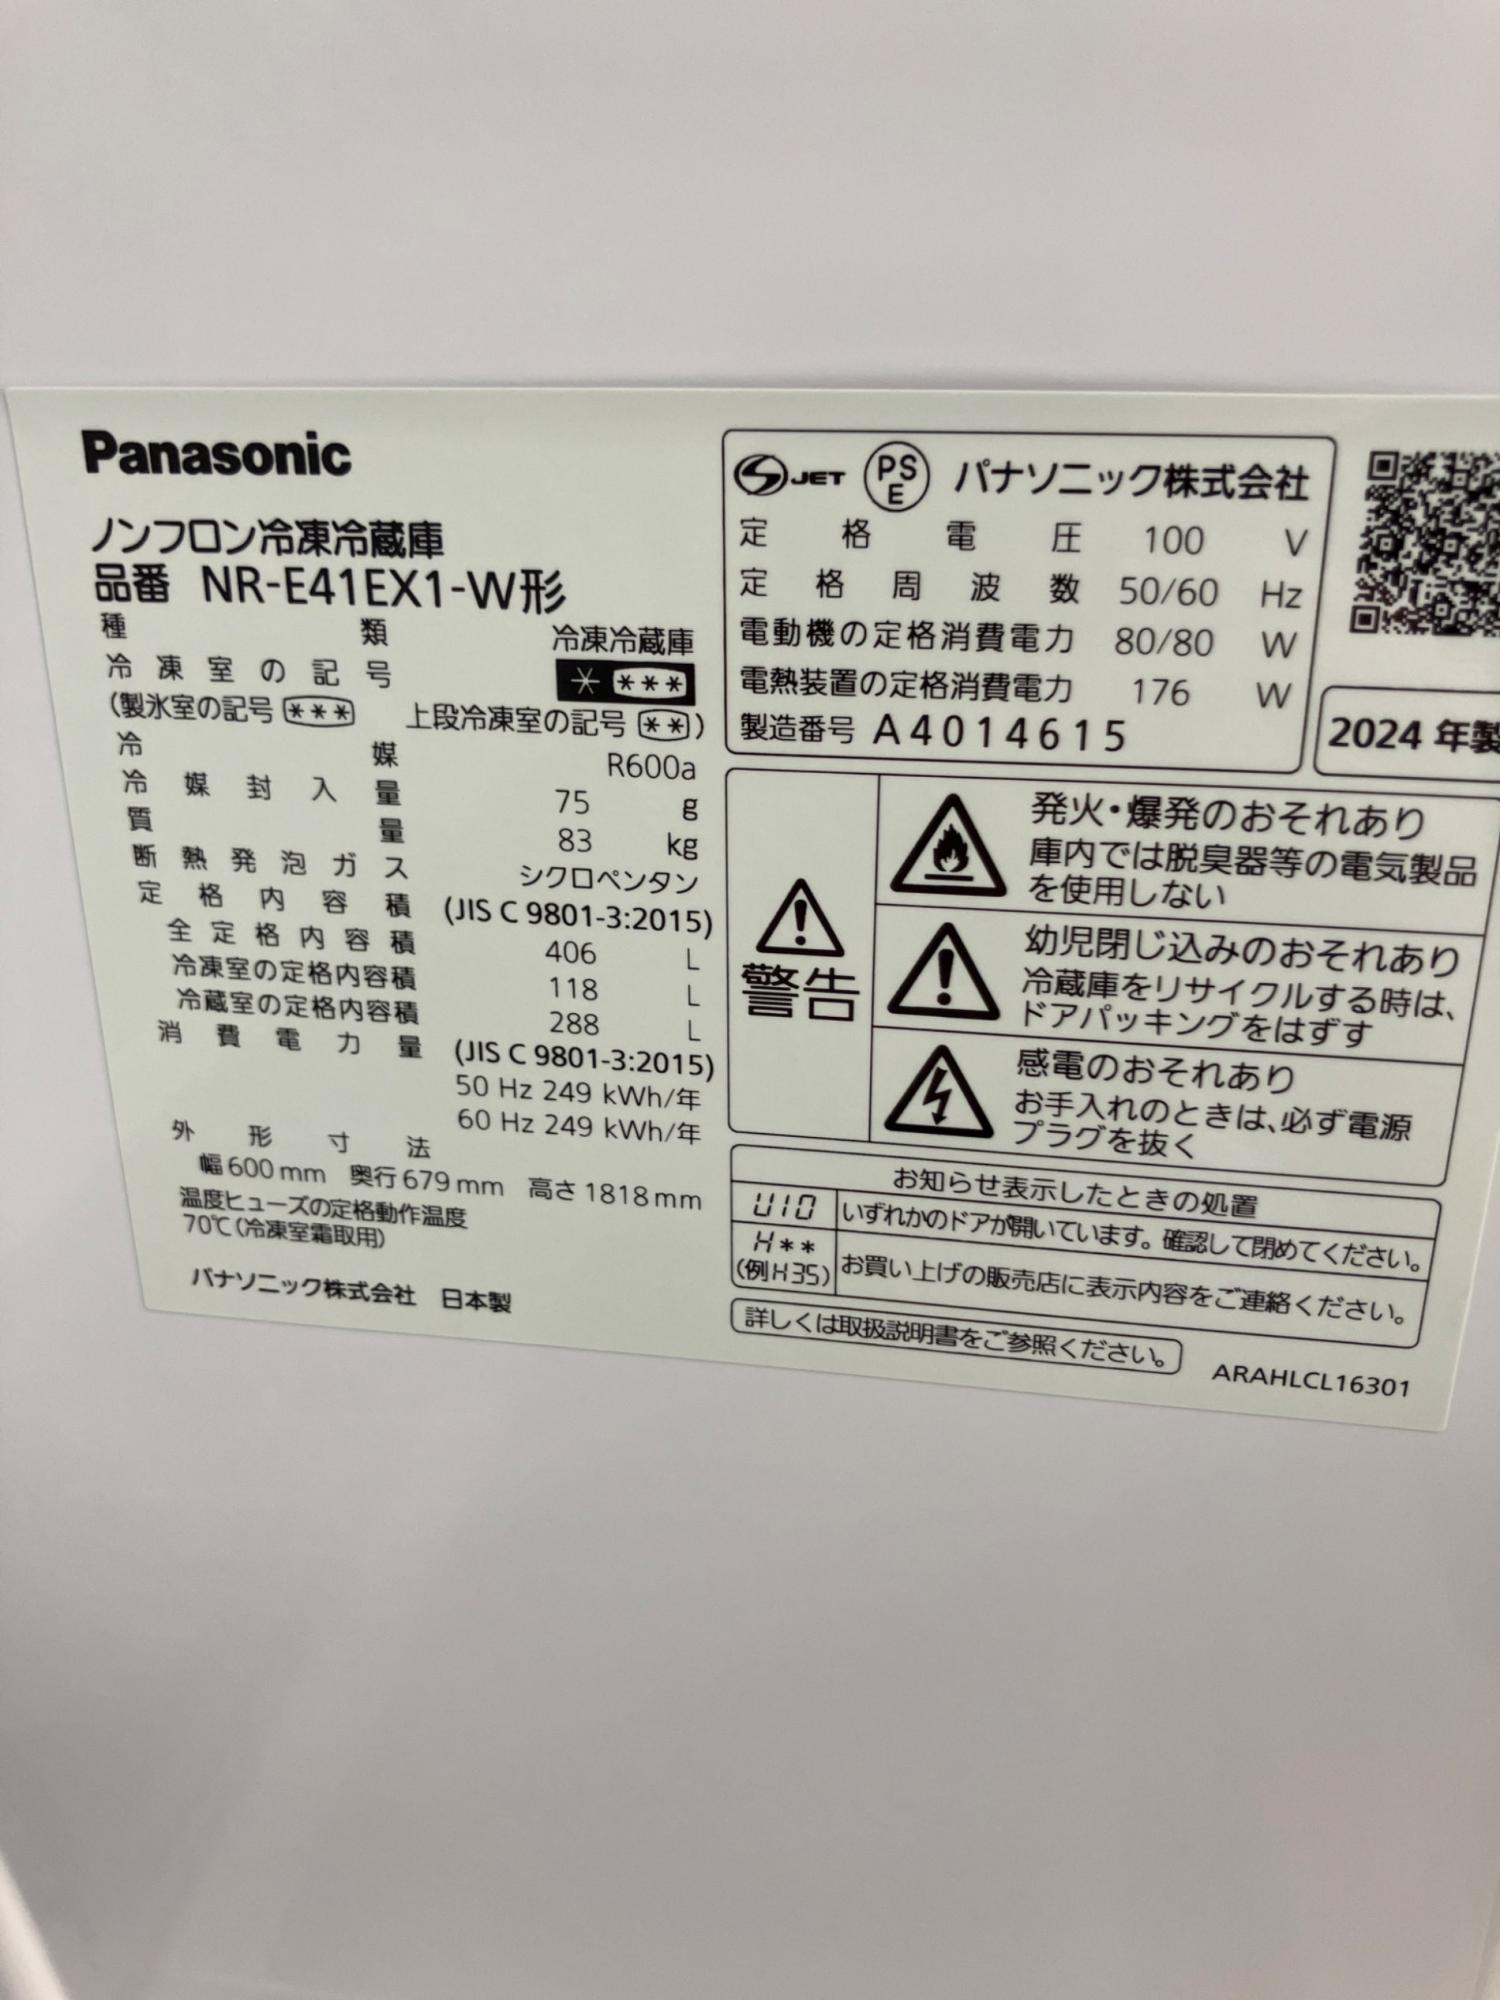 Panasonic
ノンフロン冷凍冷蔵庫
品番 NR-E41EX1-W形
種類 冷凍冷蔵庫
冷凍室の記号 * ***
(製氷室の記号 *** 上段冷凍室の記号 **)
冷媒 R600a
冷媒封入量 75 g
質量 83 kg
断熱発泡ガス シクロペンタン
定格内容積 (JIS C 9801-3:2015)
全定格内容積 406 L
冷凍室の定格内容積 118 L
冷蔵室の定格内容積 288 L
消費電力量 (JIS C 9801-3:2015)
50 Hz 249 kWh/年
60 Hz 249 kWh/年
外形寸法
幅600mm 奥行679mm 高さ1818mm
温度ヒューズの定格動作温度
70℃(冷凍室霜取用)
パナソニック株式会社 日本製
JET PSE パナソニック株式会社
定格電圧 100 V
定格周波数 50/60 Hz
電動機の定格消費電力 80/80 W
電熱装置の定格消費電力 176 W
製造番号 A4014615
2024 年製
警告
発火・爆発のおそれあり
庫内では脱臭器等の電気製品
を使用しない
幼児閉じ込みのおそれあり
冷蔵庫をリサイクルする時は、
ドアパッキングをはずす
感電のおそれあり
お手入れのときは、必ず電源
プラグを抜く
お知らせ表示したときの処置
U10 いずれかのドアが開いています。確認して閉めてください。
H**
(例H35) お買い上げの販売店に表示内容をご連絡ください。
詳しくは取扱説明書をご参照ください。
ARAHLCL16301